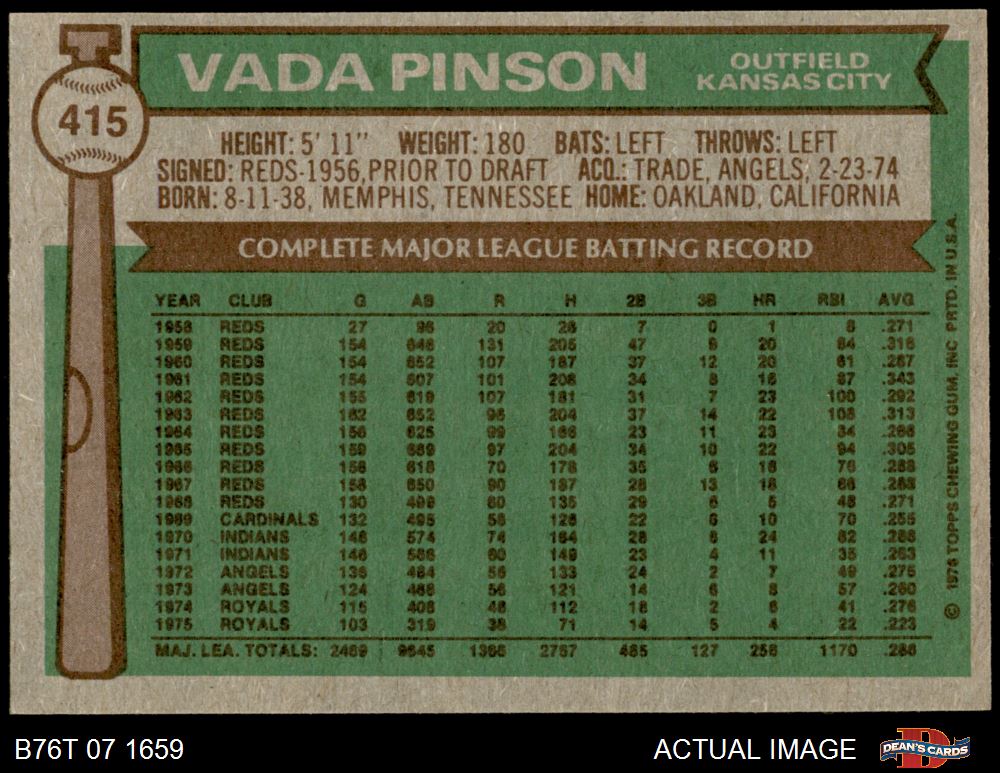 415
VADA PINSON
OUTFIELD
KANSAS CITY
HEIGHT: 5' 11" WEIGHT: 180 BATS: LEFT THROWS: LEFT
SIGNED: REDS-1956, PRIOR TO DRAFT ACQ.: TRADE, ANGELS, 2-23-74
BORN: 8-11-38, MEMPHIS, TENNESSEE HOME: OAKLAND, CALIFORNIA
COMPLETE MAJOR LEAGUE BATTING RECORD
YEAR CLUB G AB R H 2B 3B HR RBI AVG
1958 REDS 27 96 20 26 7 0 1 8 .271
1959 REDS 154 648 131 205 47 9 20 84 .316
1960 REDS 154 652 107 187 37 12 20 61 .287
1961 REDS 154 607 101 208 34 8 16 87 .343
1962 REDS 155 619 107 181 31 7 23 100 .292
1963 REDS 162 652 96 204 37 14 22 106 .313
1964 REDS 156 625 99 166 23 11 23 84 .266
1965 REDS 159 669 97 204 34 10 22 94 .305
1966 REDS 156 618 70 178 35 6 16 76 .288
1967 REDS 158 650 90 187 28 13 18 66 .288
1968 REDS 130 499 60 135 29 6 5 48 .271
1969 CARDINALS 132 495 58 126 22 6 10 70 .255
1970 INDIANS 148 574 74 164 28 6 24 82 .286
1971 INDIANS 146 566 60 149 23 4 11 35 .263
1972 ANGELS 136 484 56 133 24 2 7 49 .275
1973 ANGELS 124 466 56 121 14 6 8 57 .260
1974 ROYALS 115 406 46 112 18 2 6 41 .276
1975 ROYALS 103 319 38 71 14 5 4 22 .223
MAJ. LEA. TOTALS: 2469 9645 1366 2757 485 127 256 1170 .286
© 1976 TOPPS CHEWING GUM, INC PRTD. IN U.S.A.
B76T 07 1659
ACTUAL IMAGE
DEAN'S CARDS